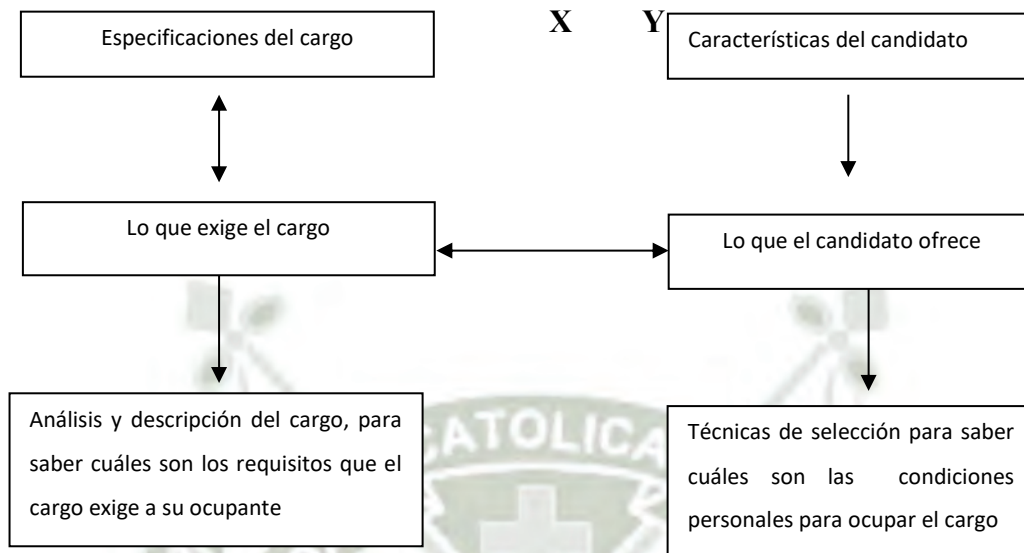 Especificaciones del cargo
X Y
Características del candidato
Lo que exige el cargo
Lo que el candidato ofrece
Análisis y descripción del cargo, para
saber cuáles son los requisitos que el
cargo exige a su ocupante
Técnicas de selección para saber
cuáles son las condiciones
personales para ocupar el cargo
CATOLICA